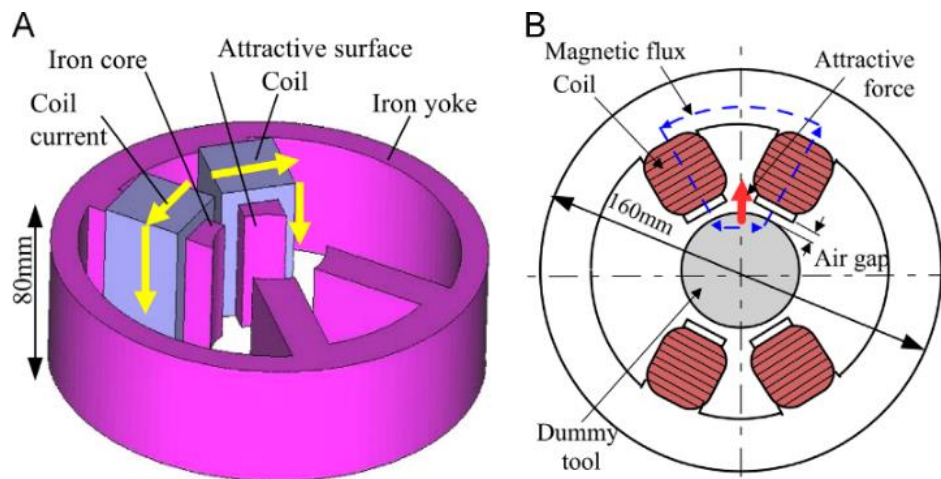 A
Attractive surface
Iron core
Coil
Coil
current
Iron yoke
80mm
B
Magnetic flux
Coil
Attractive
force
160mm
Air gap
Dummy
tool